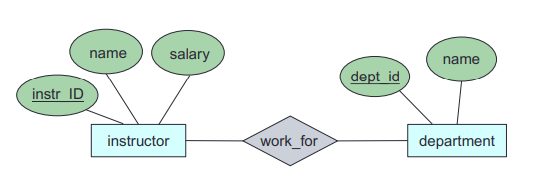 name
salary
name
instr_ID
dept_id
instructor
work_for
department